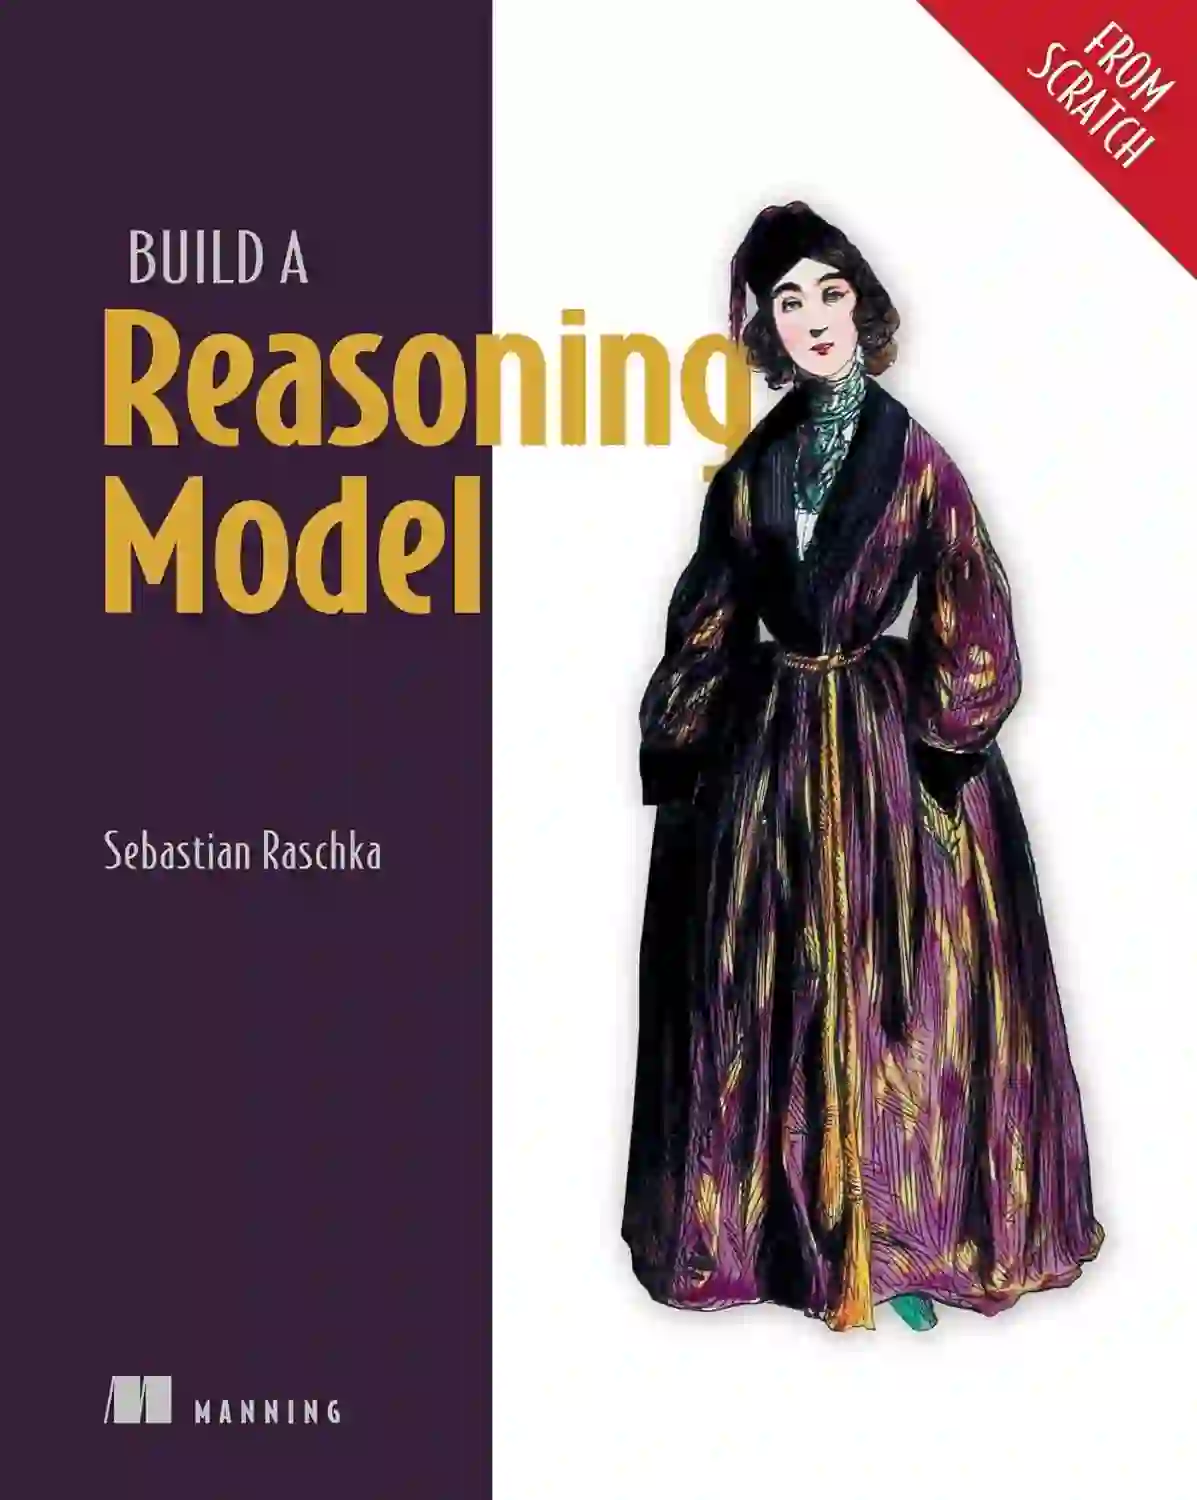 FROM
SCRATCH
BUILD A
Reasoning
Model
Sebastian Raschka
MANNING